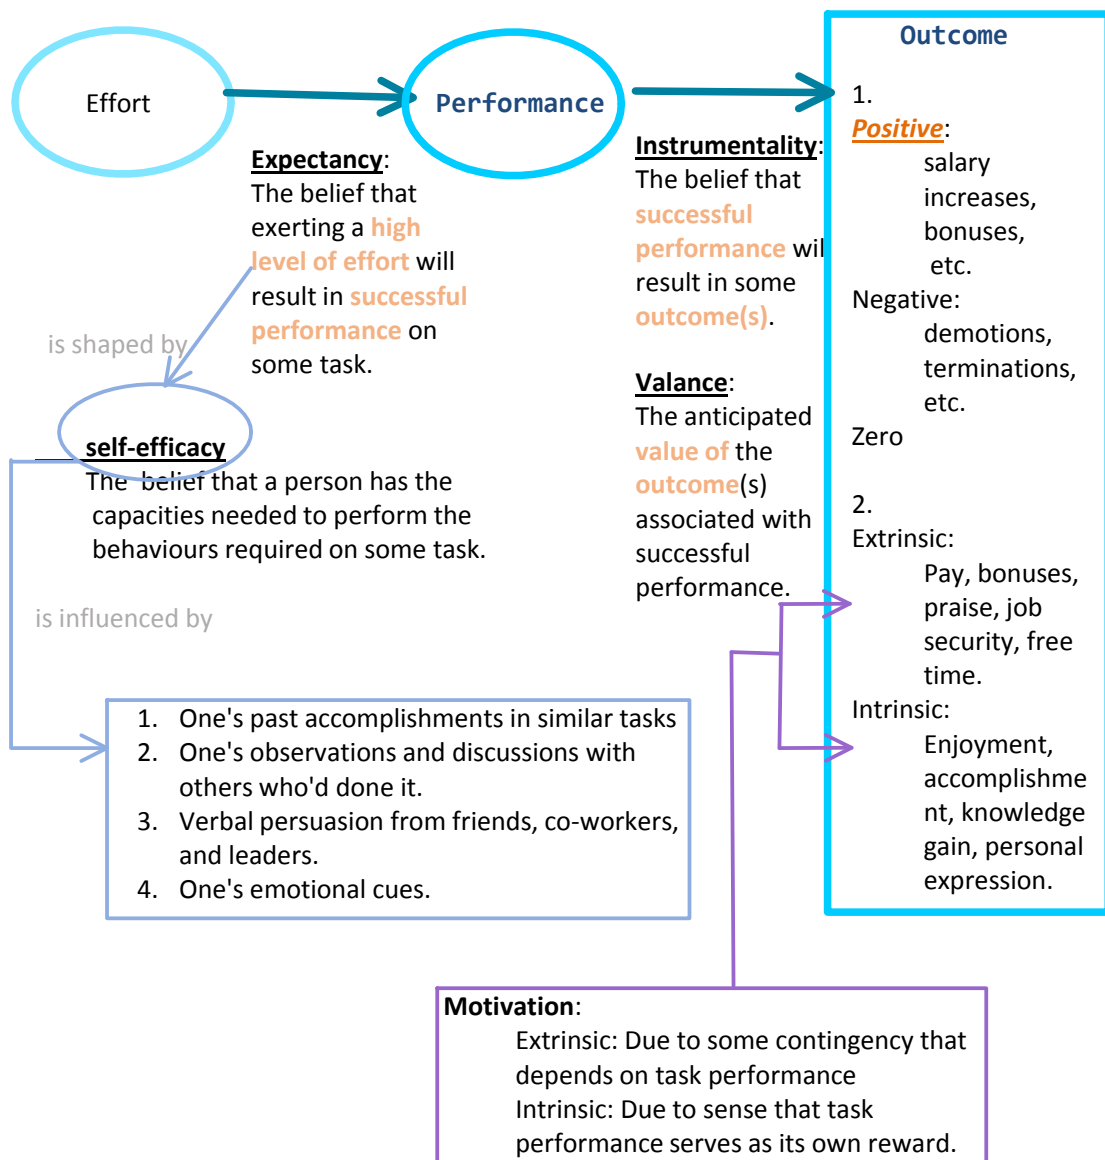 Effort
Performance
Outcome
Expectancy:
The belief that
exerting a high
level of effort will
result in successful
performance on
some task.
Instrumentality:
The belief that
successful
performance wil
result in some
outcome(s).
Valance:
The anticipated
value of the
outcome(s)
associated with
successful
performance.
1.
Positive:
salary
increases,
bonuses,
etc.
Negative:
demotions,
terminations,
etc.
Zero
2.
Extrinsic:
Pay, bonuses,
praise, job
security, free
time.
Intrinsic:
Enjoyment,
accomplishme
nt, knowledge
gain, personal
expression.
is shaped by
self-efficacy
The belief that a person has the
capacities needed to perform the
behaviours required on some task.
is influenced by
1. One's past accomplishments in similar tasks
2. One's observations and discussions with
others who'd done it.
3. Verbal persuasion from friends, co-workers,
and leaders.
4. One's emotional cues.
Motivation:
Extrinsic: Due to some contingency that
depends on task performance
Intrinsic: Due to sense that task
performance serves as its own reward.